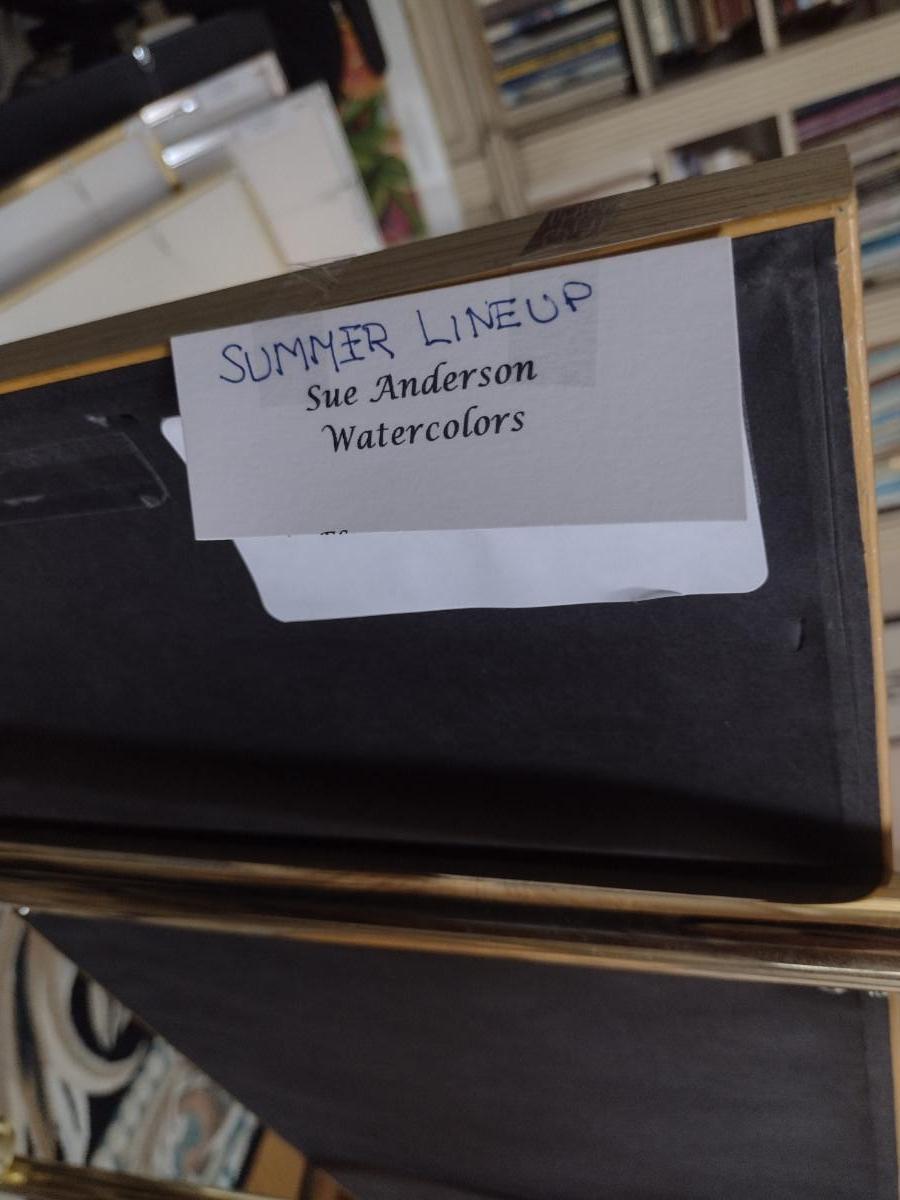 SUMMER LINEUP
Sue Anderson
Watercolors